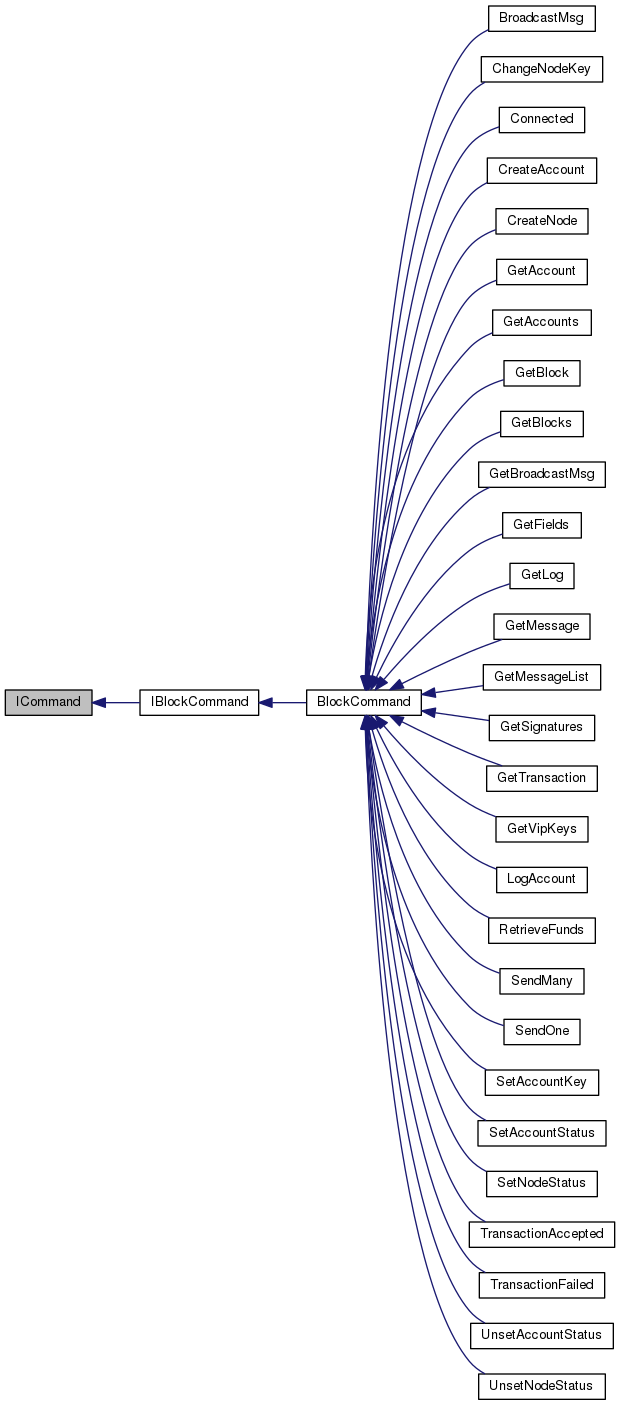 BroadcastMsg
ChangeNodeKey
Connected
CreateAccount
CreateNode
GetAccount
GetAccounts
GetBlock
GetBlocks
GetBroadcastMsg
GetFields
GetLog
GetMessage
GetMessageList
ICommand
IBlockCommand
BlockCommand
GetSignatures
GetTransaction
GetVipKeys
LogAccount
RetrieveFunds
SendMany
SendOne
SetAccountKey
SetAccountStatus
SetNodeStatus
TransactionAccepted
TransactionFailed
UnsetAccountStatus
UnsetNodeStatus